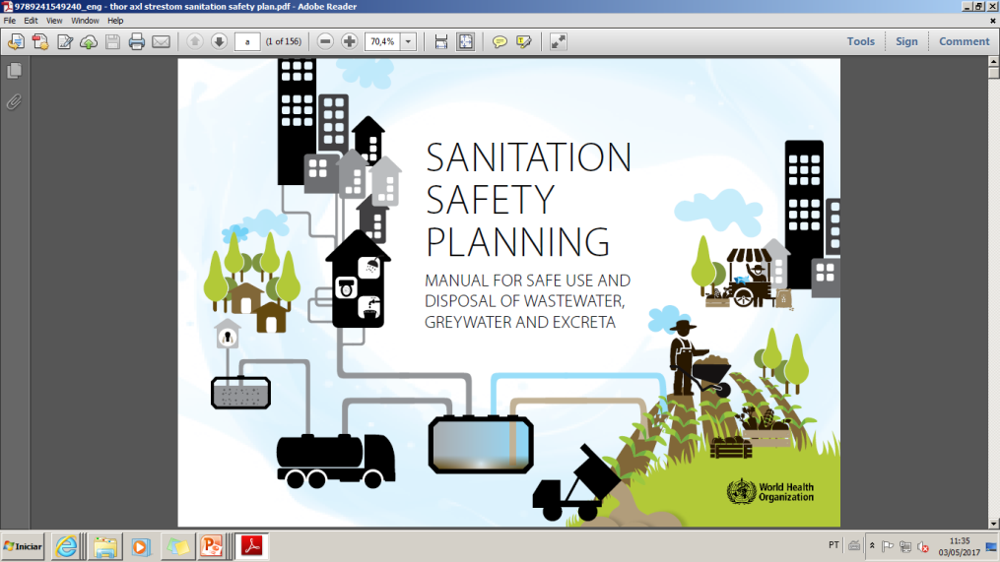 9789241549240_eng - thor axl strestom sanitation safety plan.pdf - Adobe Reader
File Edit View Window Help
a (1 of 156) 70,4% Tools Sign Comment
SANITATION
SAFETY
PLANNING
MANUAL FOR SAFE USE AND
DISPOSAL OF WASTEWATER,
GREYWATER AND EXCRETA
World Health
Organization
Iniciar PT 11:35
03/05/2017